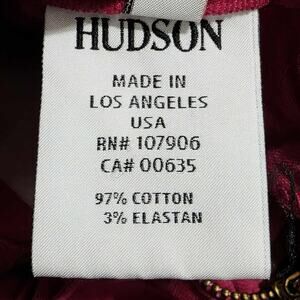 HUDSON
MADE IN
LOS ANGELES
USA
RN# 107906
CA# 00635
97% COTTON
3% ELASTAN